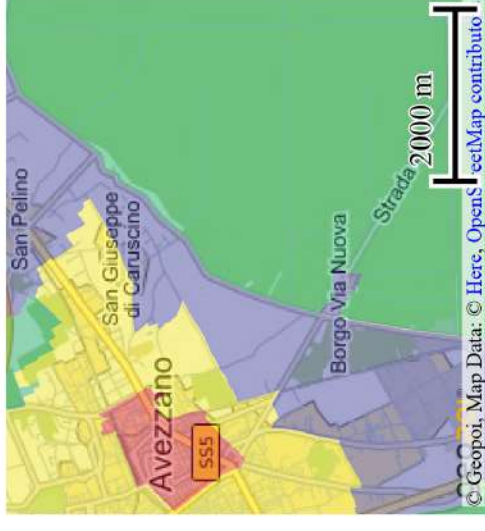 San Pelino
San Giuseppe
di Caruscino
Avezzano
SS5
Borgo Via Nuova
Strada
2000 m
© Geopoi, Map Data: © Here, OpenS reetMap contributo